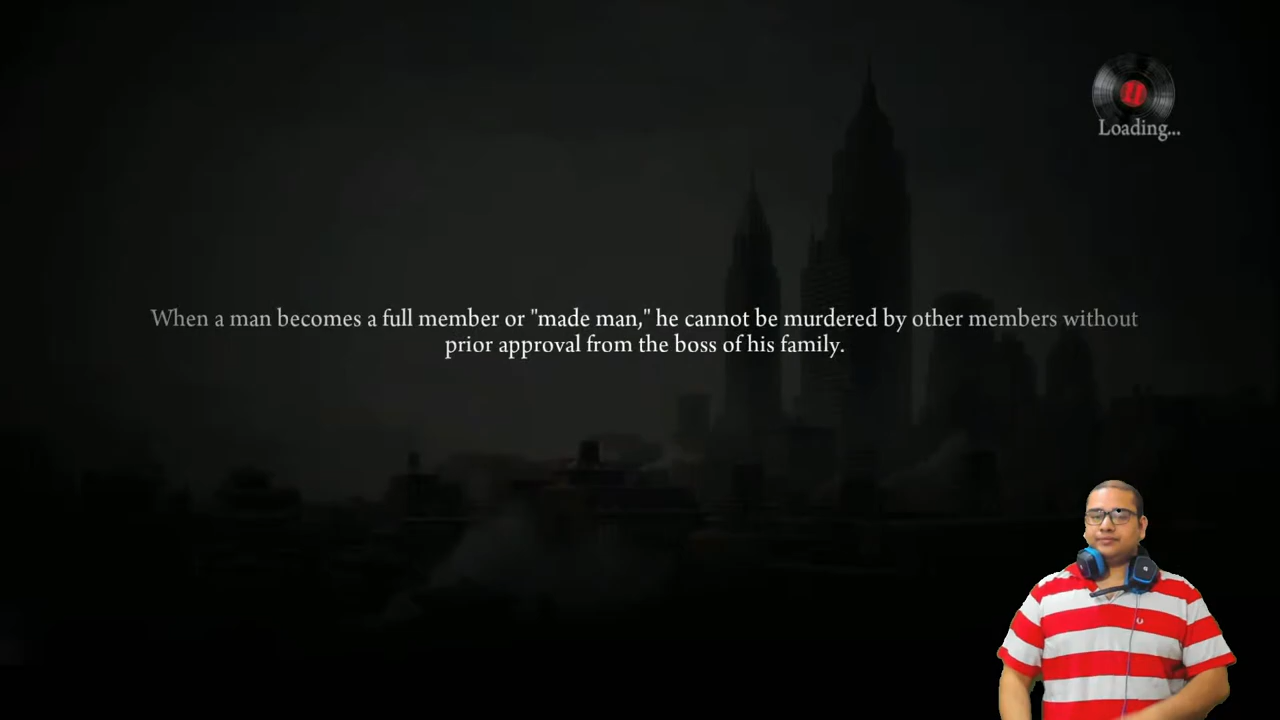 Loading...
When a man becomes a full member or "made man," he cannot be murdered by other members without
prior approval from the boss of his family.